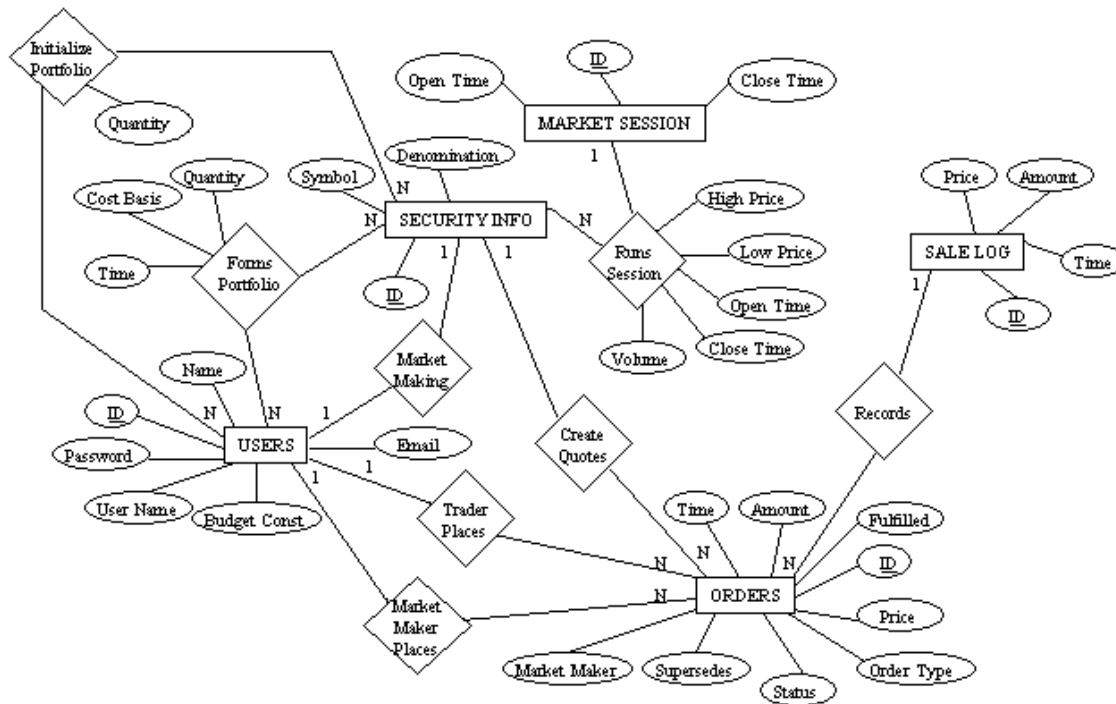 Initialize
Portfolio
Quantity
ID
Open Time
Close Time
MARKET SESSION
1
Denomination
Symbol
N
SECURITY INFO
N
1
1
ID
N
Quantity
Cost Basis
Time
Forms
Portfolio
High Price
Runs
Session
Low Price
Open Time
Close Time
Volume
Price
Amount
SALE LOG
Time
1
ID
Market
Making
Name
ID
N
N
1
USERS
Password
User Name
Budget Const
Email
1
1
Create
Quotes
Records
Trader
Places
Time
Amount
Fulfilled
N
N
N
ID
ORDERS
N
Price
Market
Maker
Places
Market Maker
Supersedes
Status
Order Type